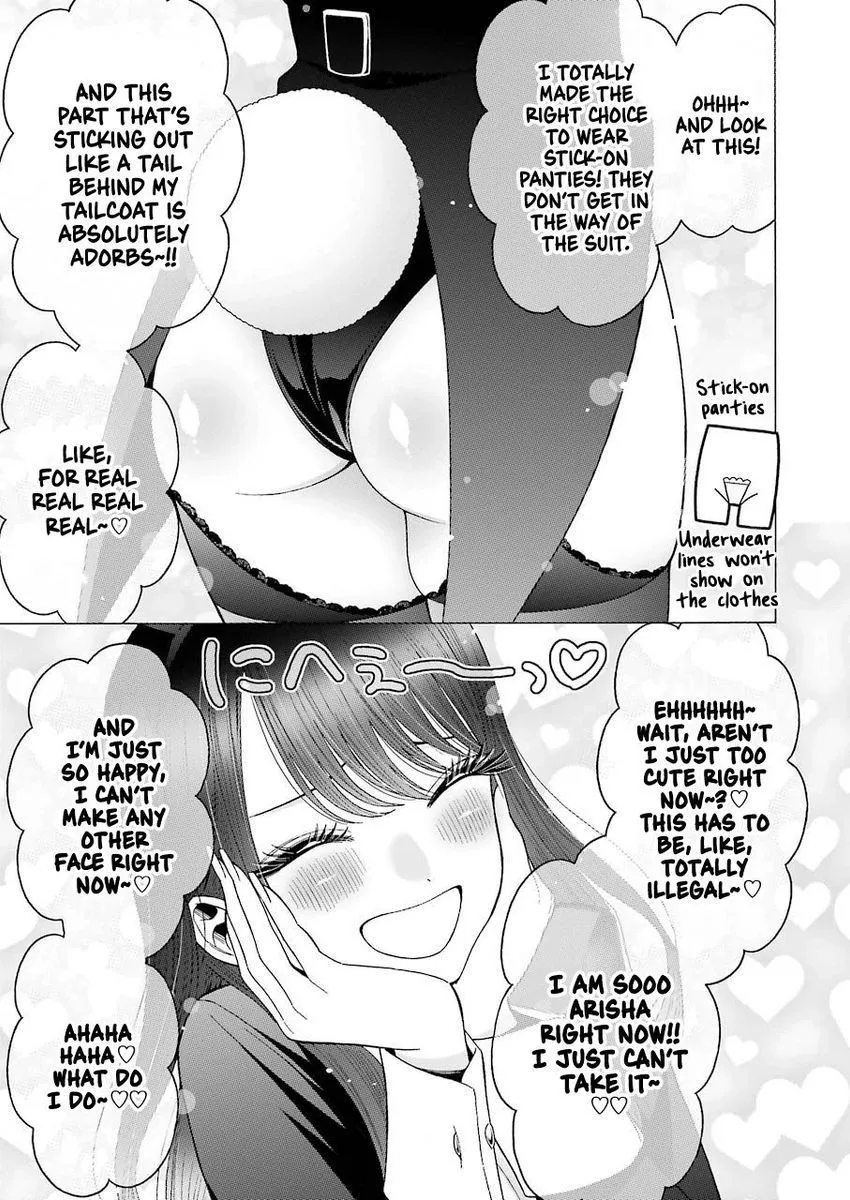 OHHH~
AND LOOK
AT THIS!
I TOTALLY
MADE THE
RIGHT CHOICE
TO WEAR
STICK-ON
PANTIES! THEY
DON'T GET IN
THE WAY OF
THE SUIT.
AND THIS
PART THAT'S
STICKING OUT
LIKE A TAIL
BEHIND MY
TAILCOAT IS
ABSOLUTELY
ADORBS~!!
Stick-on
panties
Underwear
lines won't
show on
the clothes
LIKE,
FOR REAL
REAL REAL
REAL~♡
にへぇ〜っ♡
EHHHHHH~
WAIT, AREN'T
I JUST TOO
CUTE RIGHT
NOW~?♡
THIS HAS TO
BE, LIKE,
TOTALLY
ILLEGAL~♡
AND
I'M JUST
SO HAPPY,
I CAN'T
MAKE ANY
OTHER
FACE RIGHT
NOW~♡
I AM SOOO
ARISHA
RIGHT NOW!!
I JUST CAN'T
TAKE IT~
♡♡
AHAHA
HAHA♡
WHAT DO
I DO~♡♡